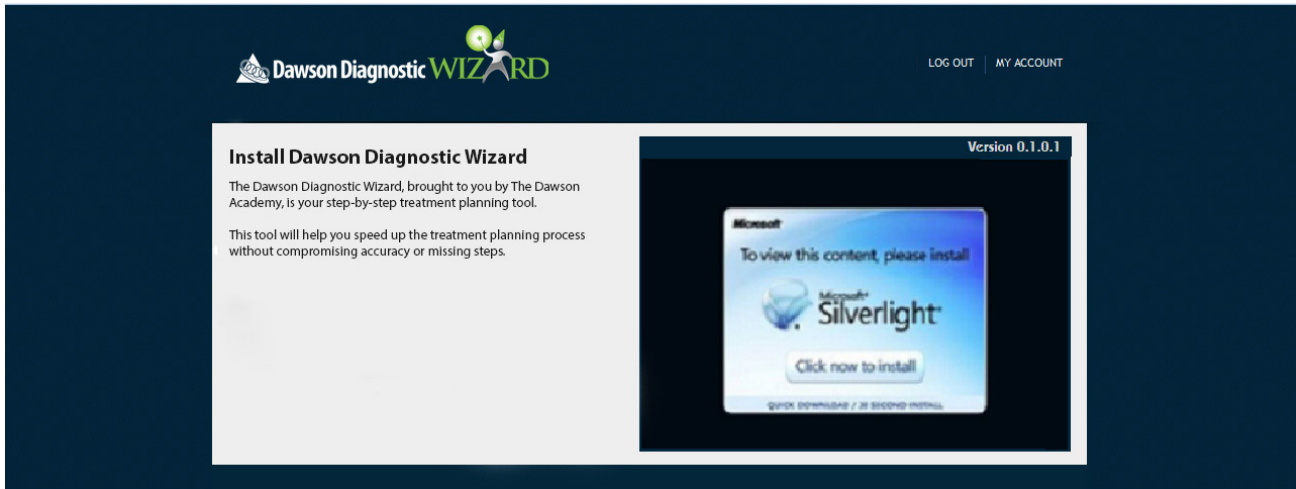 Dawson Diagnostic WIZARD
LOG OUT MY ACCOUNT
Install Dawson Diagnostic Wizard
The Dawson Diagnostic Wizard, brought to you by The Dawson
Academy, is your step-by-step treatment planning tool.
This tool will help you speed up the treatment planning process
without compromising accuracy or missing steps.
Version 0.1.0.1
Microsoft
To view this content, please install
Microsoft
Silverlight
Click now to install
QUICK DOWNLOAD / 30 SECOND INSTALL